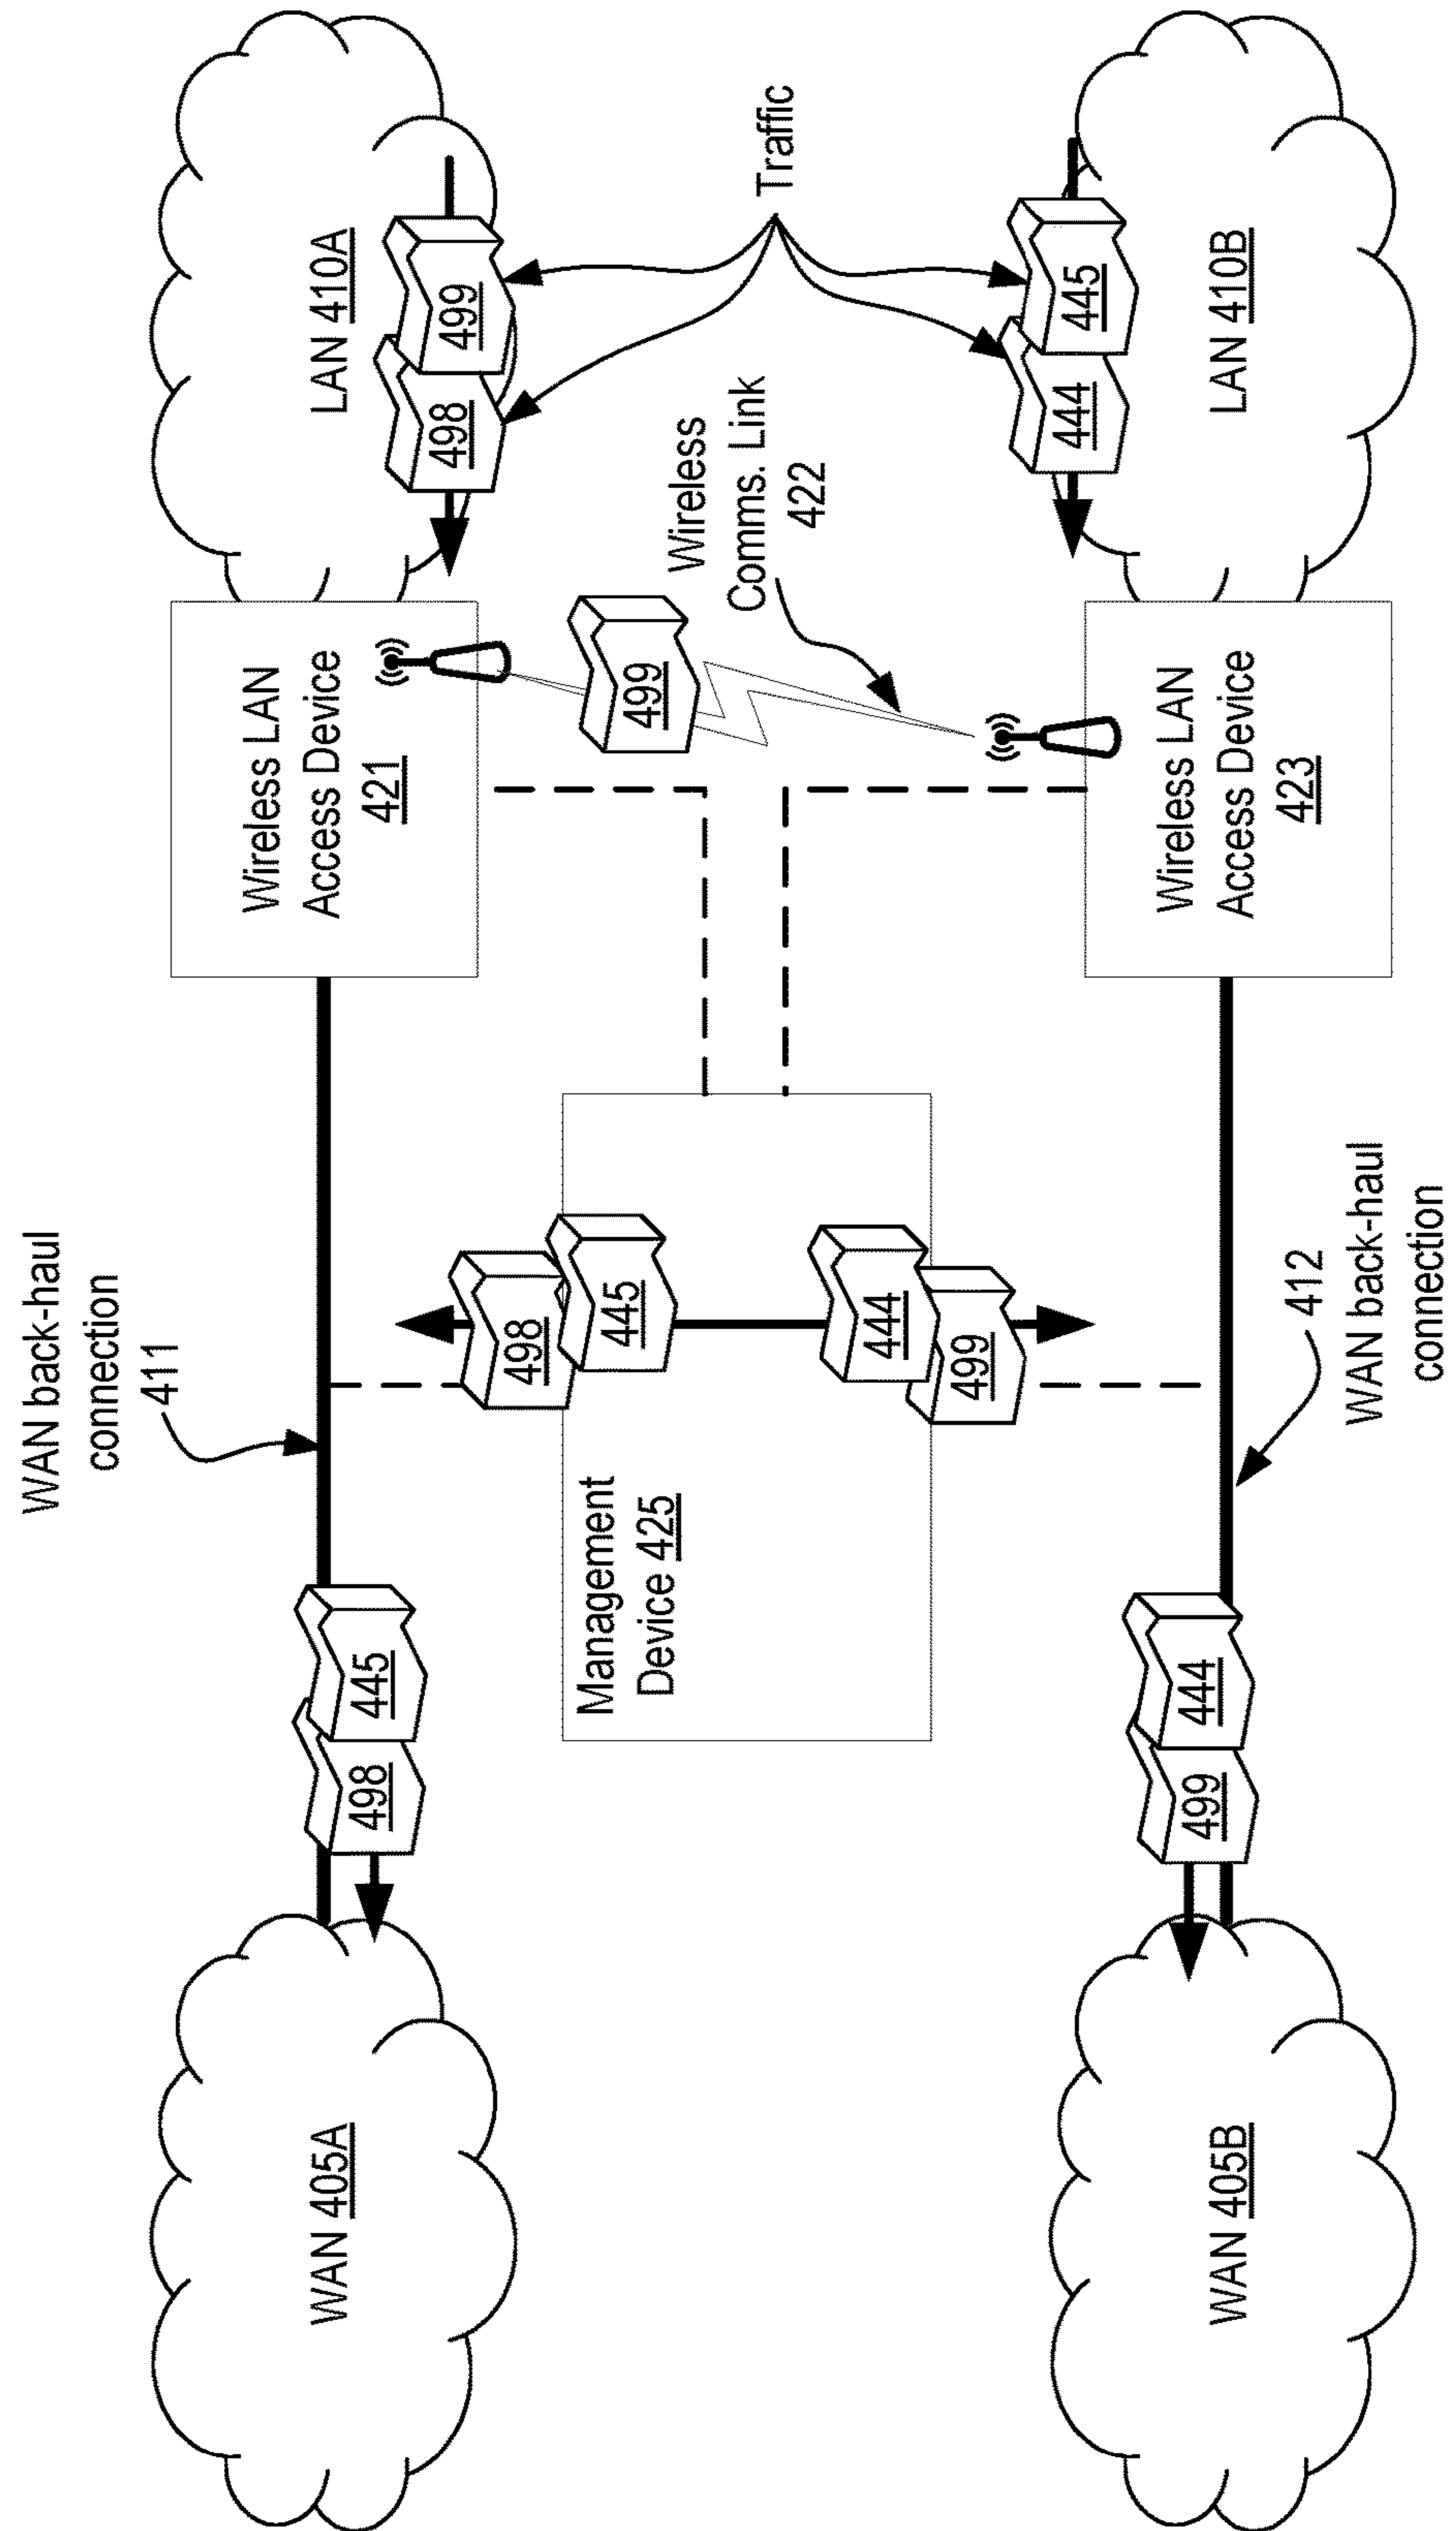 WAN back-haul
connection
411
WAN 405A
498
445
Wireless LAN
Access Device
421
LAN 410A
498
499
Management
Device 425
498
445
444
499
499
Wireless
Comms. Link
422
Traffic
WAN 405B
499
444
Wireless LAN
Access Device
423
444
445
LAN 410B
412
WAN back-haul
connection